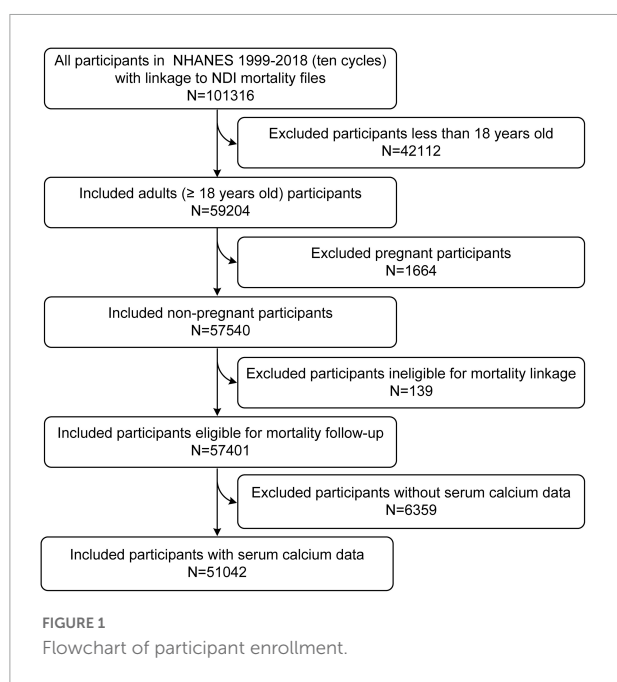 All participants in NHANES 1999-2018 (ten cycles)
with linkage to NDI mortality files
N=101316
Excluded participants less than 18 years old
N=42112
Included adults (≥ 18 years old) participants
N=59204
Excluded pregnant participants
N=1664
Included non-pregnant participants
N=57540
Excluded participants ineligible for mortality linkage
N=139
Included participants eligible for mortality follow-up
N=57401
Excluded participants without serum calcium data
N=6359
Included participants with serum calcium data
N=51042
FIGURE 1
Flowchart of participant enrollment.